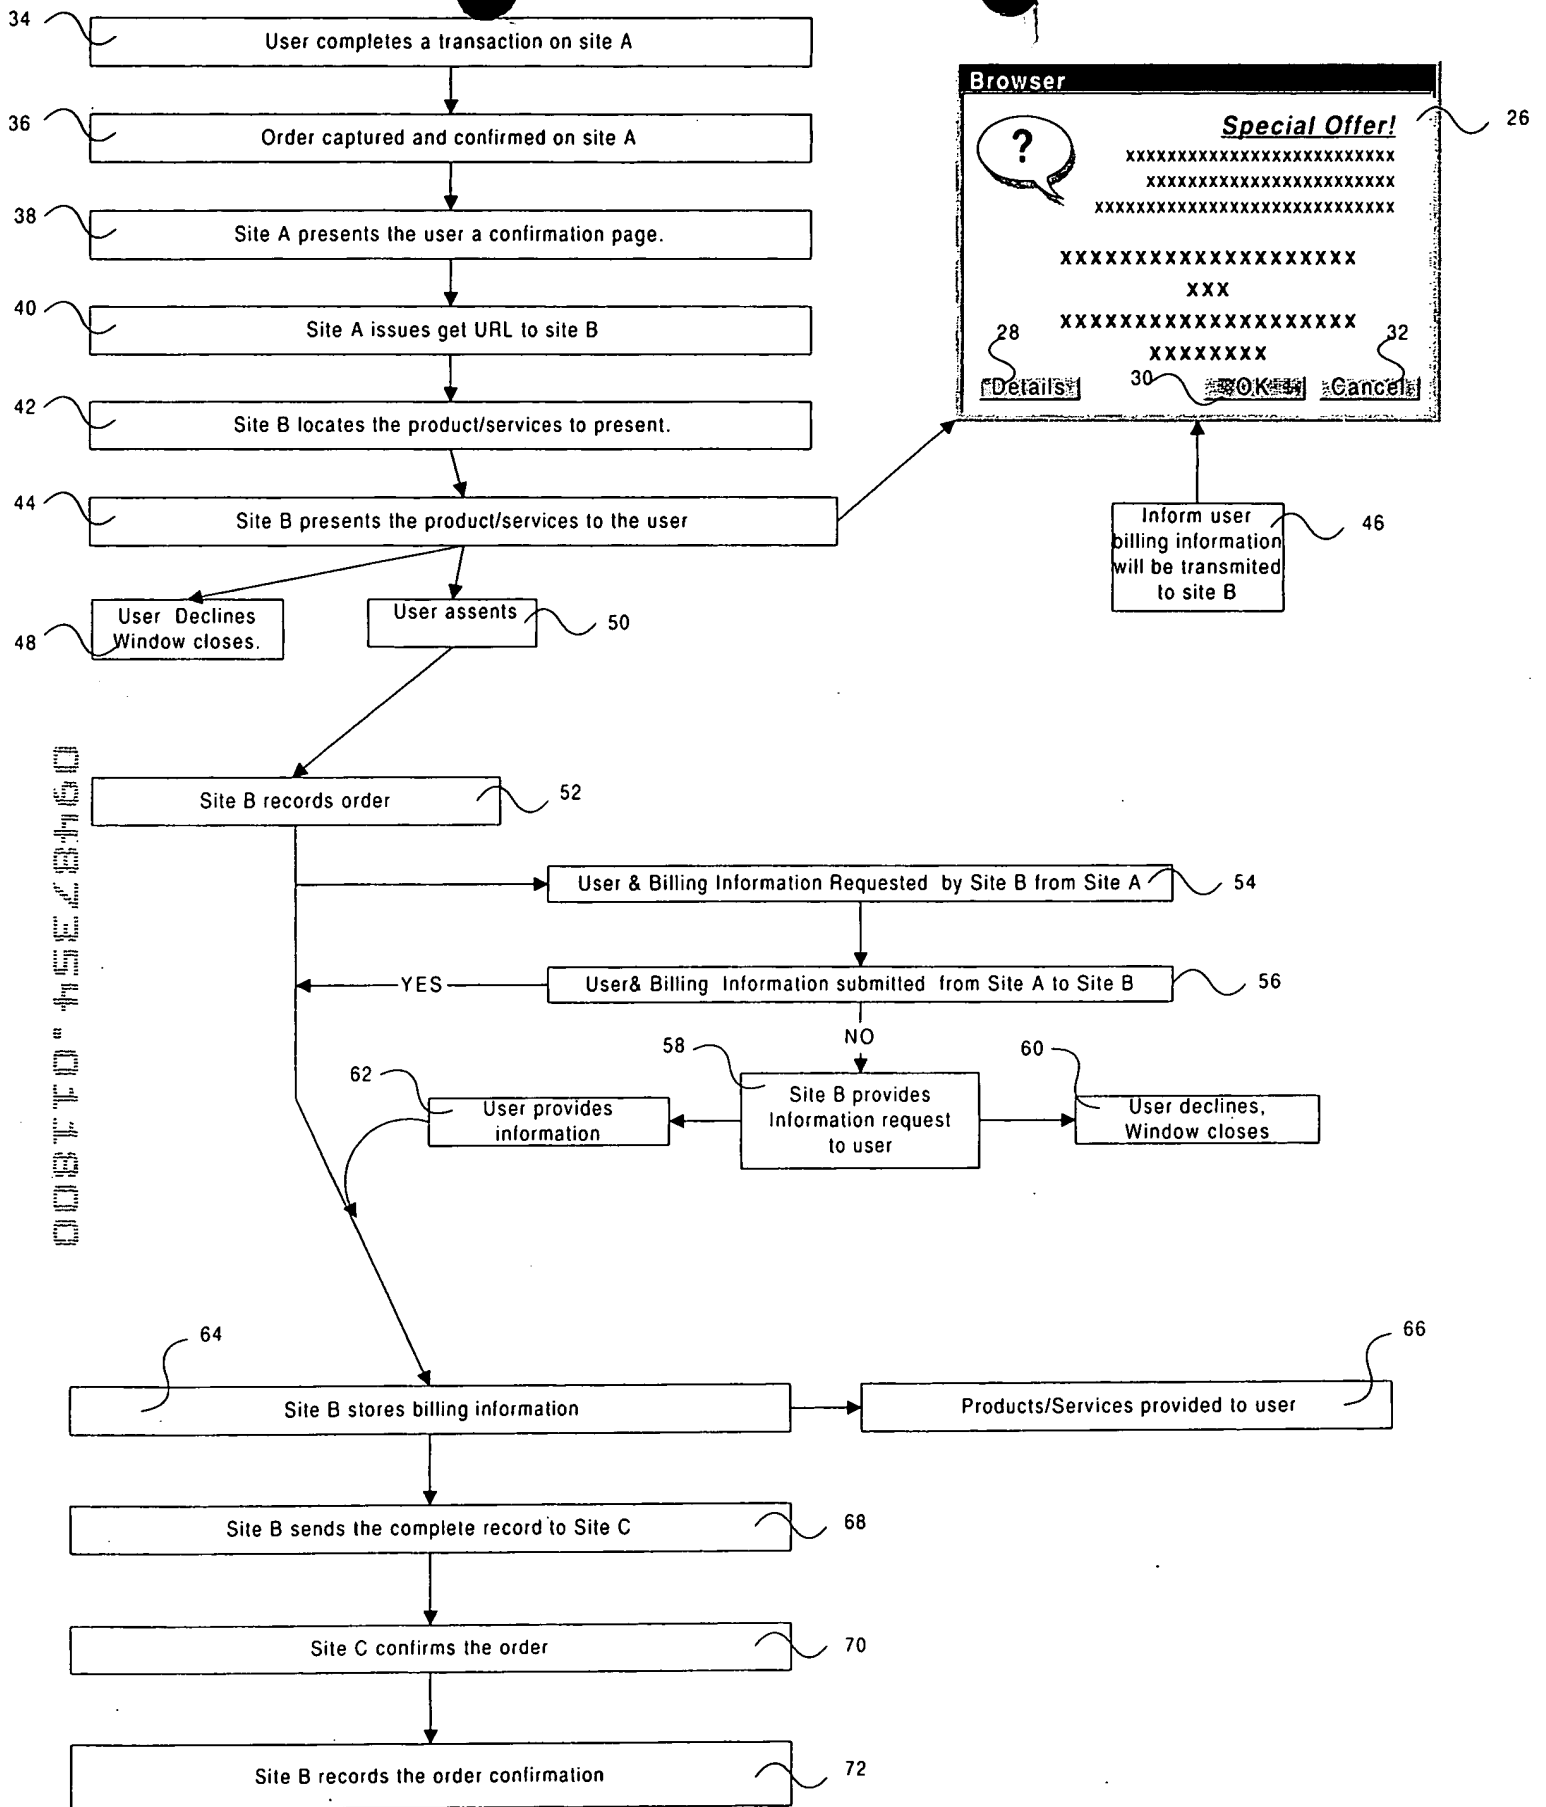 34
User completes a transaction on site A
36
Order captured and confirmed on site A
38
Site A presents the user a confirmation page.
40
Site A issues get URL to site B
42
Site B locates the product/services to present.
44
Site B presents the product/services to the user
Browser
26
Special Offer!
?
xxxxxxxxxxxxxxxxxxxxxxxxxx
xxxxxxxxxxxxxxxxxxxxxxxx
xxxxxxxxxxxxxxxxxxxxxxxxxxxxx
xxxxxxxxxxxxxxxxxxxx
xxx
xxxxxxxxxxxxxxxxxxxx
xxxxxxxx
28
Details
30
OK
32
Cancel
Inform user
billing information
will be transmited
to site B
46
User Declines
Window closes.
48
User assents
50
Site B records order
52
User & Billing Information Requested by Site B from Site A
54
YES
User& Billing Information submitted from Site A to Site B
56
NO
58
Site B provides
Information request
to user
60
User declines,
Window closes
62
User provides
information
64
Site B stores billing information
66
Products/Services provided to user
Site B sends the complete record to Site C
68
Site C confirms the order
70
Site B records the order confirmation
72
09487354.011800